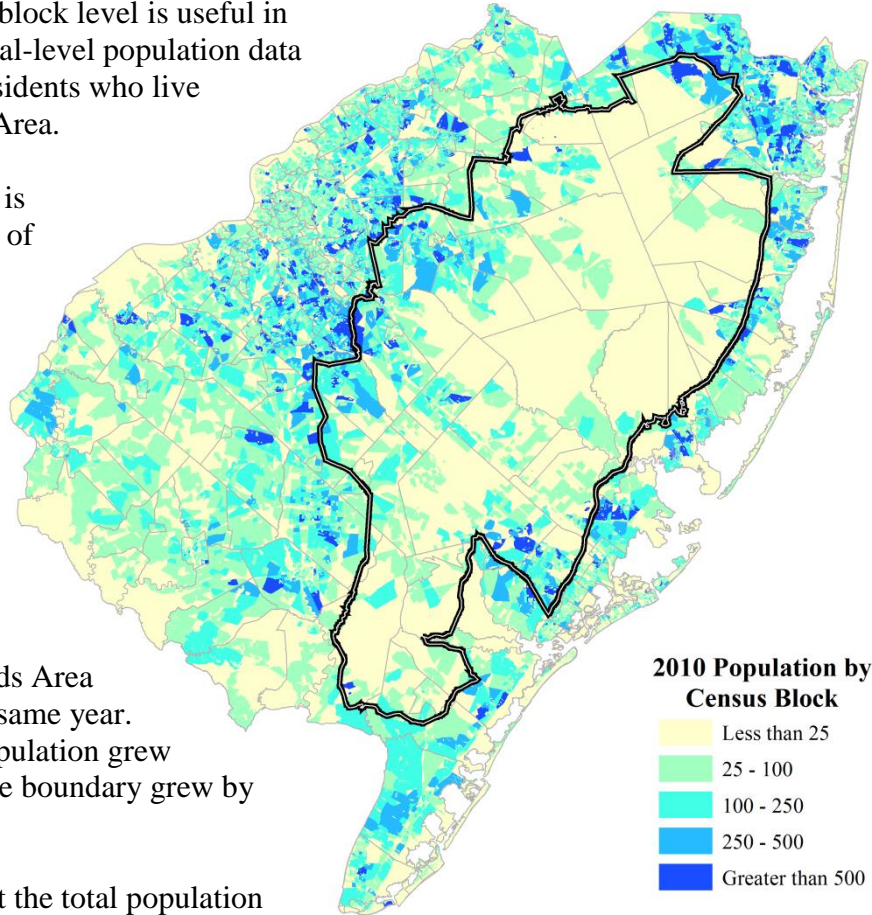 block level is useful in
al-level population data
sidents who live
Area.
is
of
ds Area
same year.
pulation grew
e boundary grew by
t the total population
2010 Population by
Census Block
Less than 25
25 - 100
100 - 250
250 - 500
Greater than 500